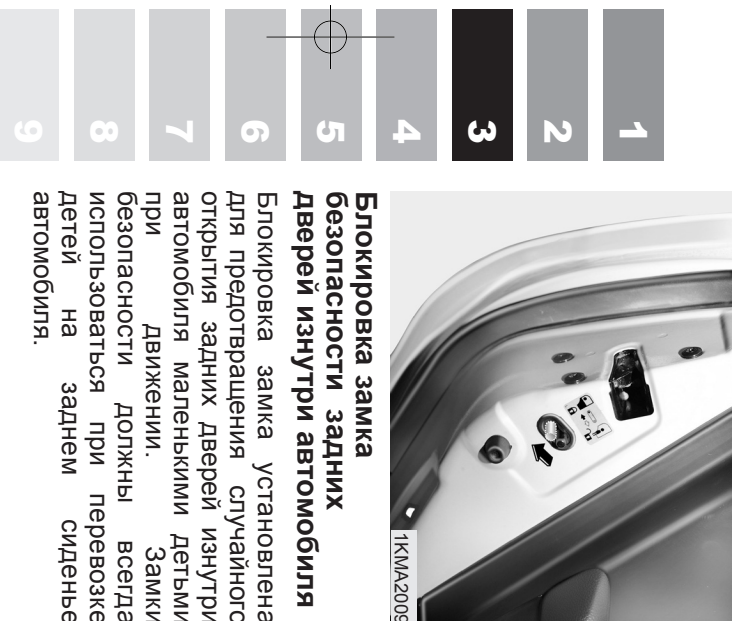 1
2
3
4
5
6
7
8
9
1KMA2009
Блокировка замка
безопасности задних
дверей изнутри автомобиля
Блокировка замка установлена
для предотвращения случайного
открытия задних дверей изнутри
автомобиля маленькими детьми
при движении. Замки
безопасности должны всегда
использоваться при перевозке
детей на заднем сиденье
автомобиля.